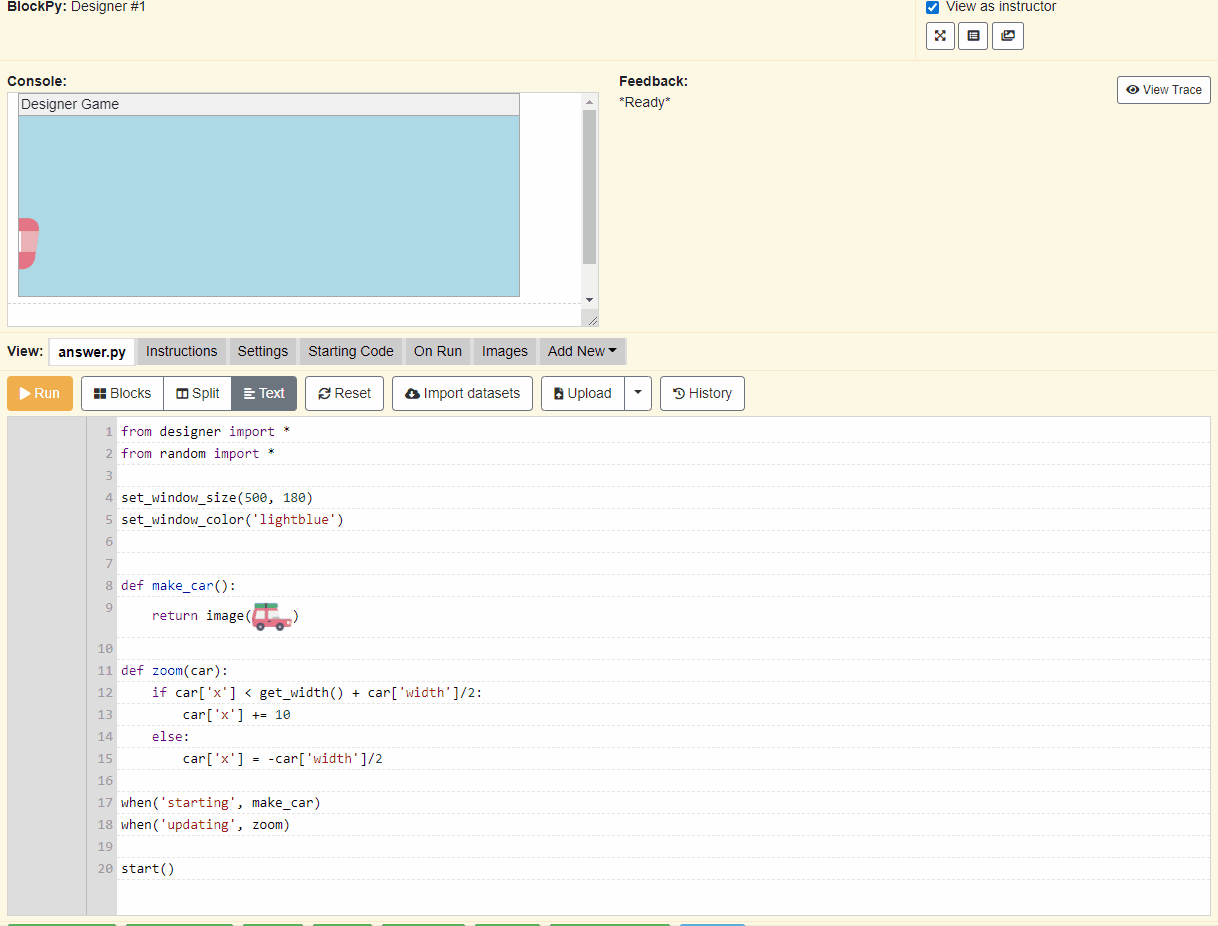 BlockPy: Designer #1
View as instructor
Console:
Designer Game
Feedback:
*Ready*
View Trace
View: answer.py Instructions Settings Starting Code On Run Images Add New
Run Blocks Split Text Reset Import datasets Upload History
1 from designer import *
2 from random import *
3
4 set_window_size(500, 180)
5 set_window_color('lightblue')
6
7
8 def make_car():
9 return image( )
10
11 def zoom(car):
12 if car['x'] < get_width() + car['width']/2:
13 car['x'] += 10
14 else:
15 car['x'] = -car['width']/2
16
17 when('starting', make_car)
18 when('updating', zoom)
19
20 start()